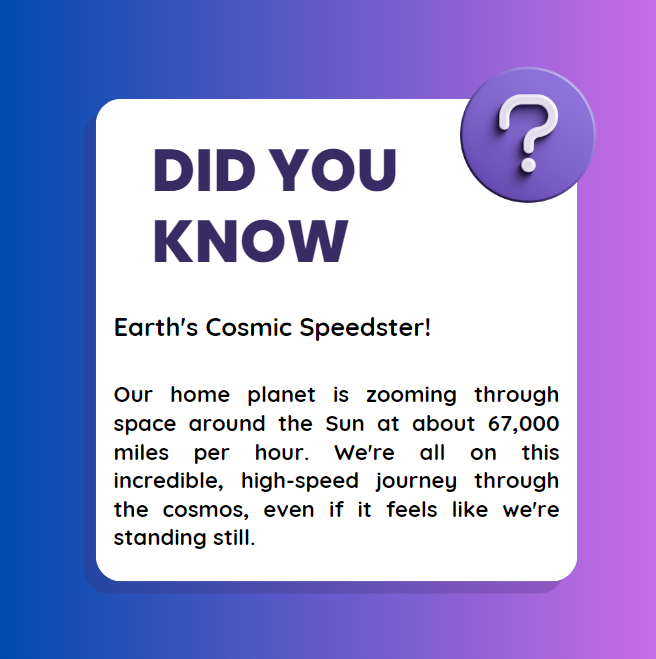 DID YOU
KNOW
Earth's Cosmic Speedster!
Our home planet is zooming through
space around the Sun at about 67,000
miles per hour. We're all on this
incredible, high-speed journey through
the cosmos, even if it feels like we're
standing still.